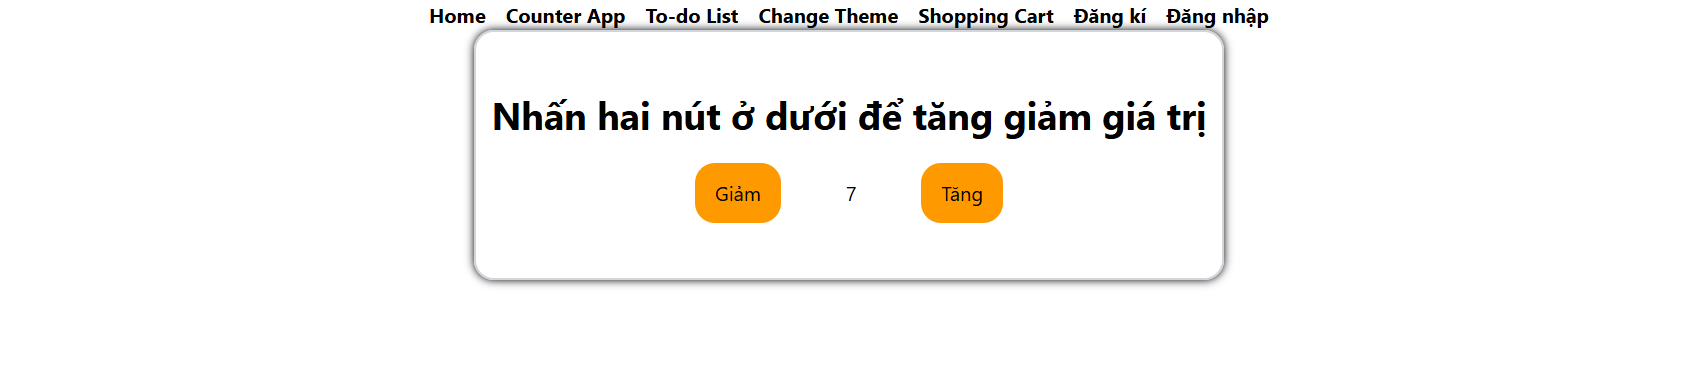 Home Counter App To-do List Change Theme Shopping Cart Đăng kí Đăng nhập
Nhấn hai nút ở dưới để tăng giảm giá trị
Giảm 7 Tăng